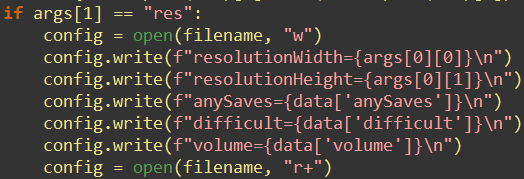 if args[1] == "res":
    config = open(filename, "w")
    config.write(f"resolutionWidth={args[0][0]}\n")
    config.write(f"resolutionHeight={args[0][1]}\n")
    config.write(f"anySaves={data['anySaves']}\n")
    config.write(f"difficult={data['difficult']}\n")
    config.write(f"volume={data['volume']}\n")
    config = open(filename, "r+")